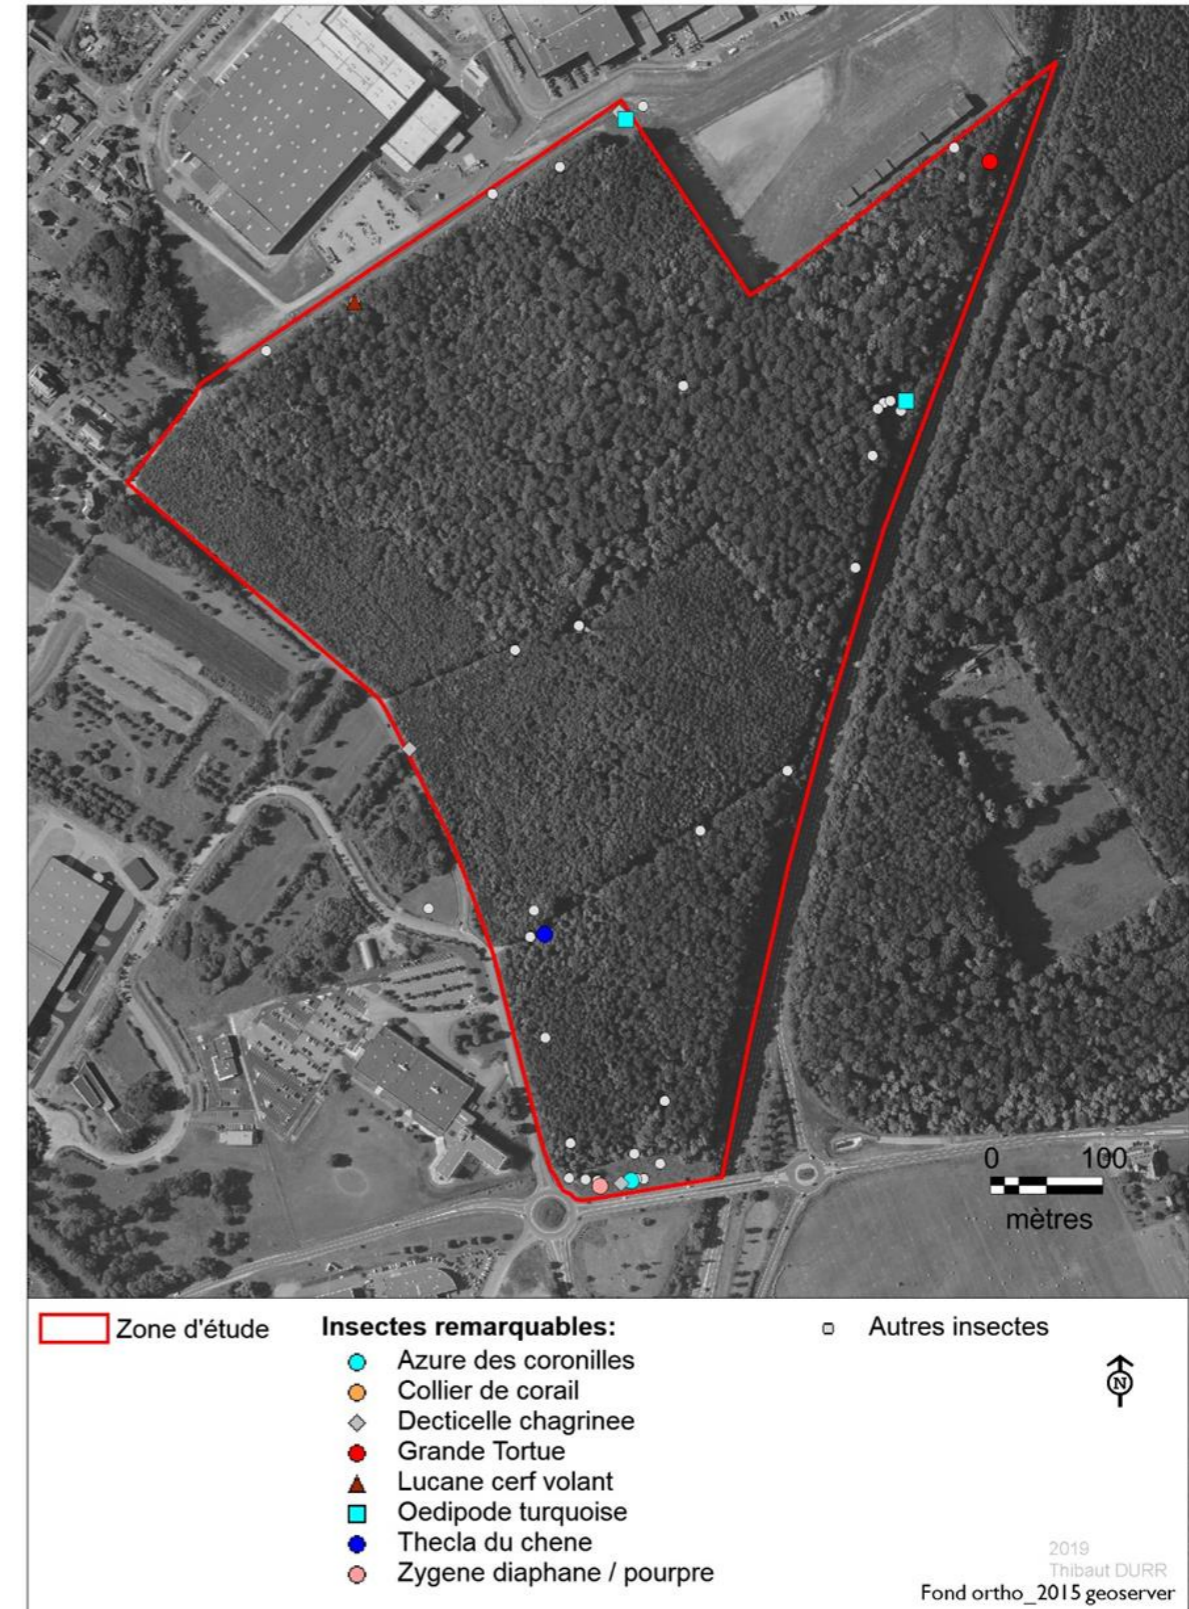 0 100
mètres
Zone d'étude
Insectes remarquables:
Azure des coronilles
Collier de corail
Decticelle chagrinee
Grande Tortue
Lucane cerf volant
Oedipode turquoise
Thecla du chene
Zygene diaphane / pourpre
Autres insectes
N
2019
Thibaut DURR
Fond ortho_2015 geoserver